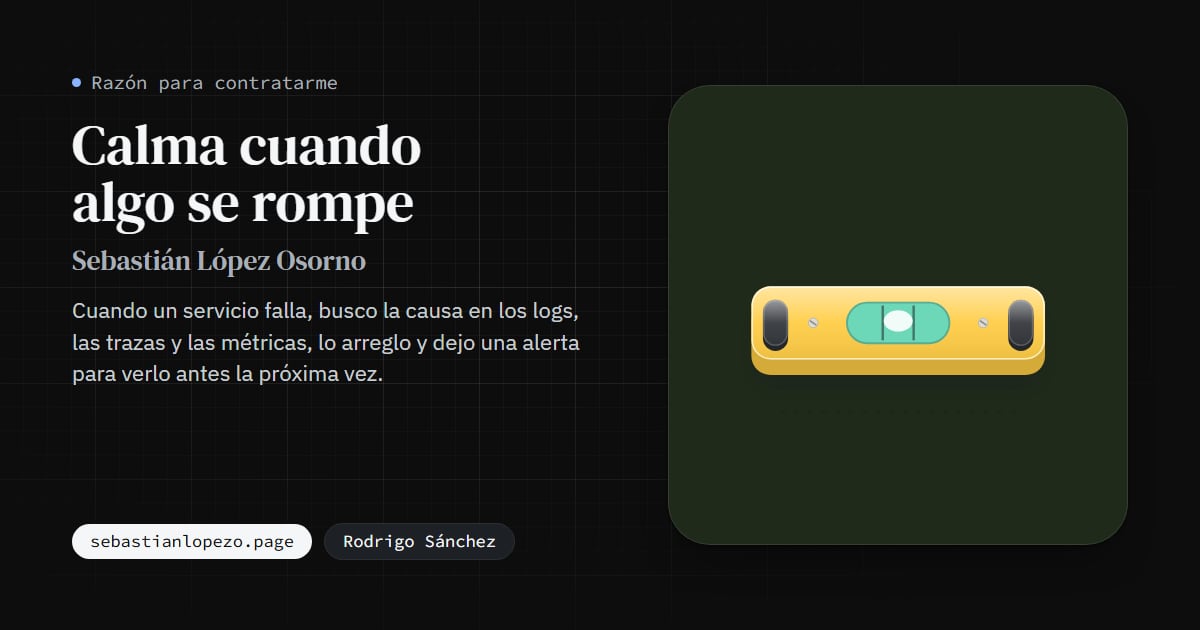 Razón para contratarme
Calma cuando
algo se rompe
Sebastián López Osorno
Cuando un servicio falla, busco la causa en los logs,
las trazas y las métricas, lo arreglo y dejo una alerta
para verlo antes la próxima vez.
sebastianlopezo.page
Rodrigo Sánchez